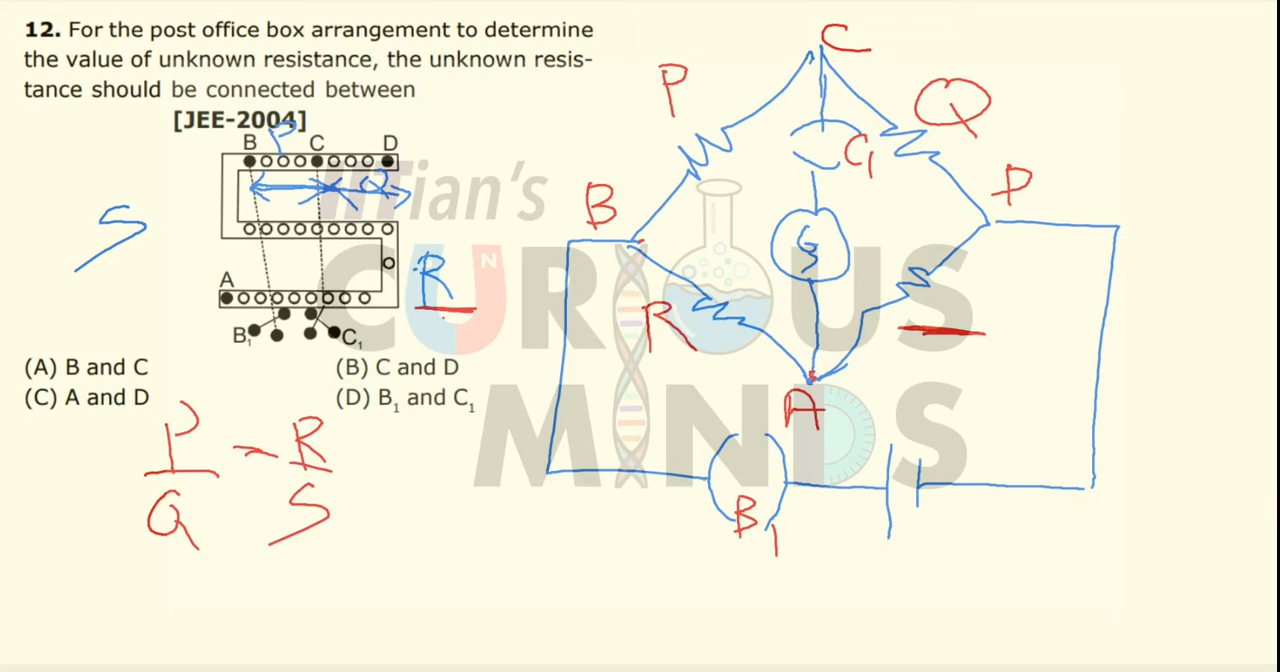 12. For the post office box arrangement to determine
the value of unknown resistance, the unknown resis-
tance should be connected between
[JEE-2004]
B P C D
Q
S
R
A
B₁ C₁
(A) B and C (B) C and D
(C) A and D (D) B₁ and C₁
P/Q = R/S
C
P Q
C₁
B P
G
R
A
B₁
IITian's
CURIOUS
MINDS
N